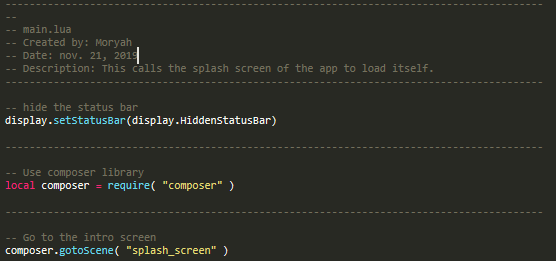 -----------------------------------------------------------------------------------------
--
-- main.lua
-- Created by: Moryah
-- Date: nov. 21, 2019
-- Description: This calls the splash screen of the app to load itself.
-----------------------------------------------------------------------------------------
-- hide the status bar
display.setStatusBar(display.HiddenStatusBar)
-----------------------------------------------------------------------------------------
-- Use composer library
local composer = require( "composer" )
-----------------------------------------------------------------------------------------
-- Go to the intro screen
composer.gotoScene( "splash_screen" )